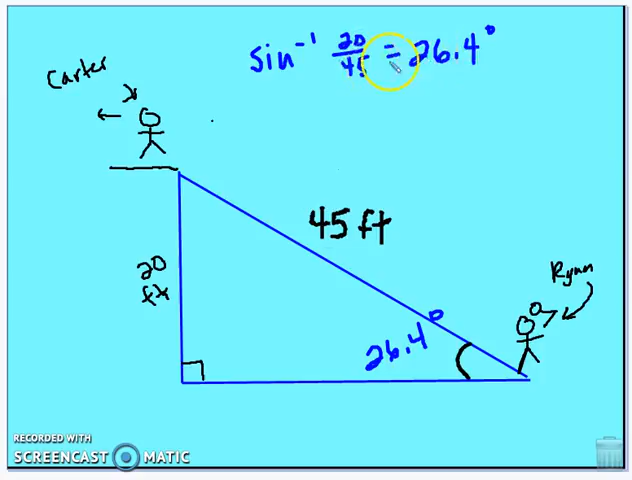 sin⁻¹ 20/45 = 26.4°
Carter
45 ft
20
ft
Ryan
26.4°
RECORDED WITH
SCREENCAST MATIC